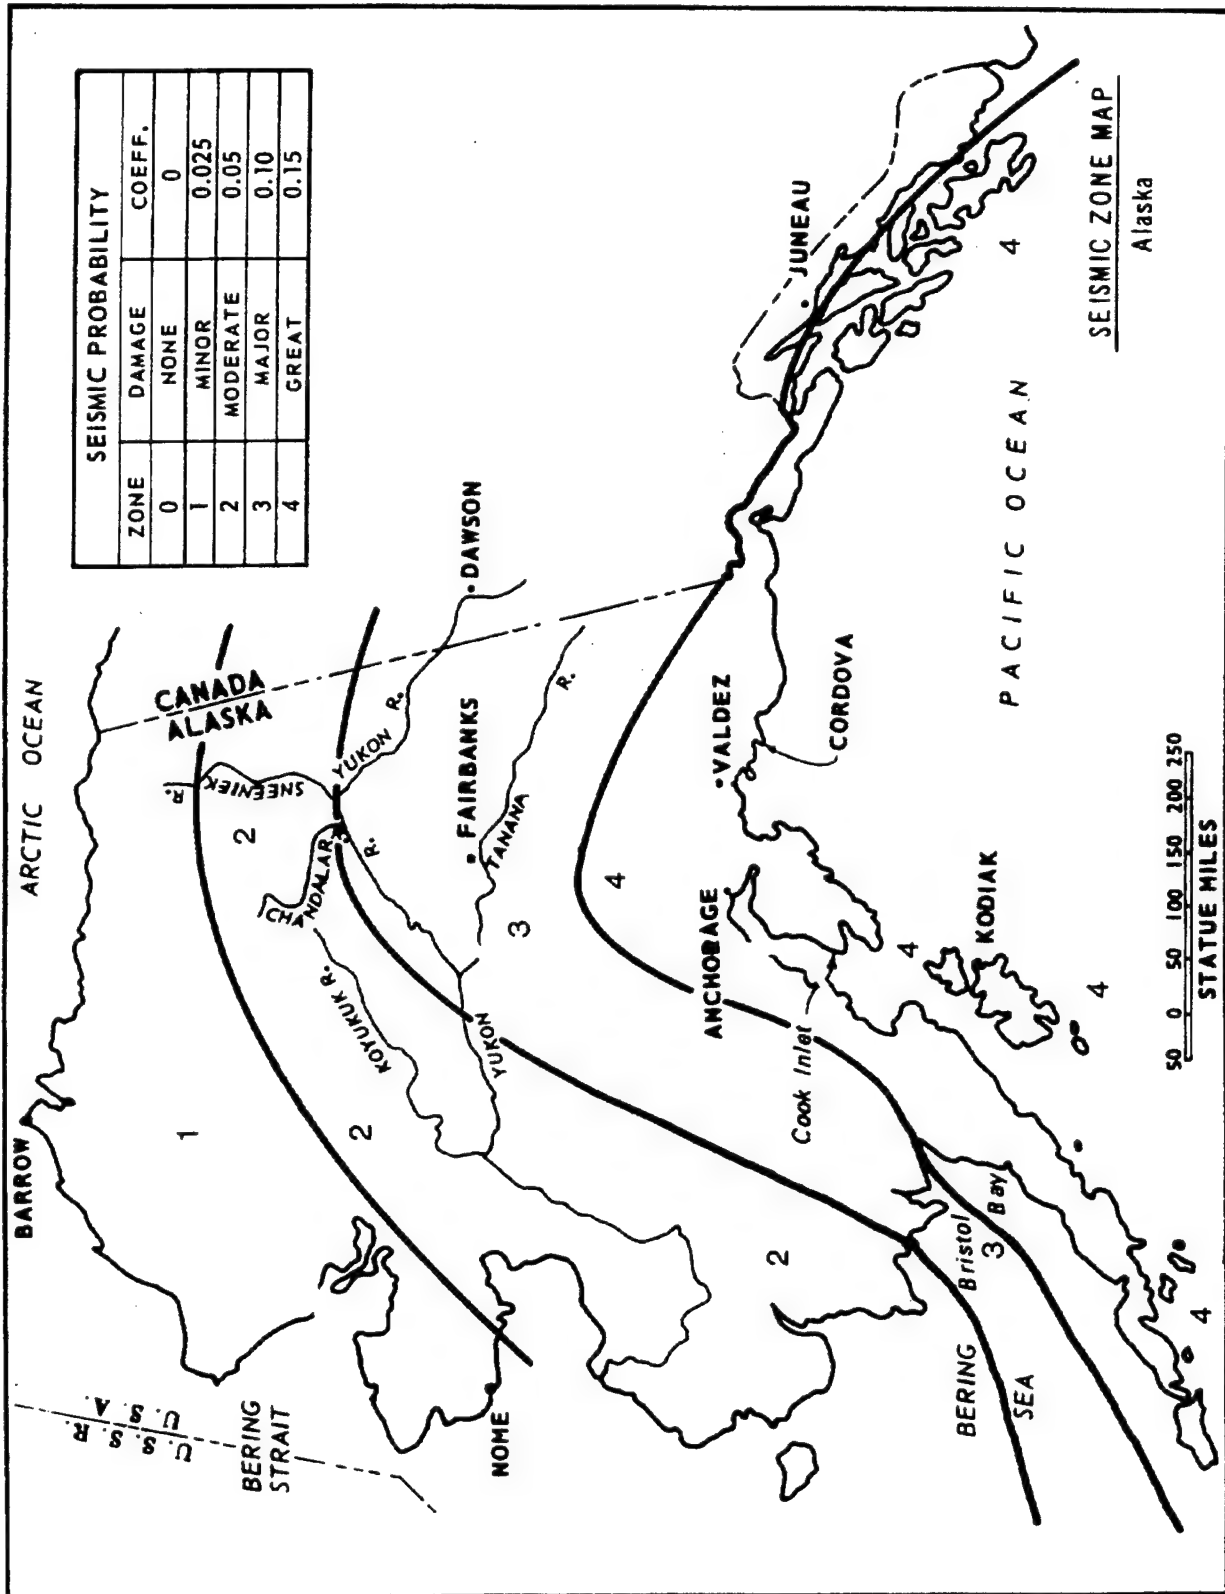 SEISMIC PROBABILITY
ZONE DAMAGE COEFF.
0 NONE 0
1 MINOR 0.025
2 MODERATE 0.05
3 MAJOR 0.10
4 GREAT 0.15
ARCTIC OCEAN
BARROW
U. S. S. R.
U. S. A.
BERING
STRAIT
NOME
CANADA
ALASKA
SNEENIEK
R.
CHANDALAR
R.
YUKON R.
KOYUKUK R.
YUKON
DAWSON
FAIRBANKS
TANANA R.
1
2
2
2
3
4
ANCHORAGE
VALDEZ
CORDOVA
Cook Inlet
KODIAK
4
4
4
3
Bristol
Bay
BERING
SEA
JUNEAU
4
PACIFIC OCEAN
50 0 50 100 150 200 250
STATUE MILES
SEISMIC ZONE MAP
Alaska